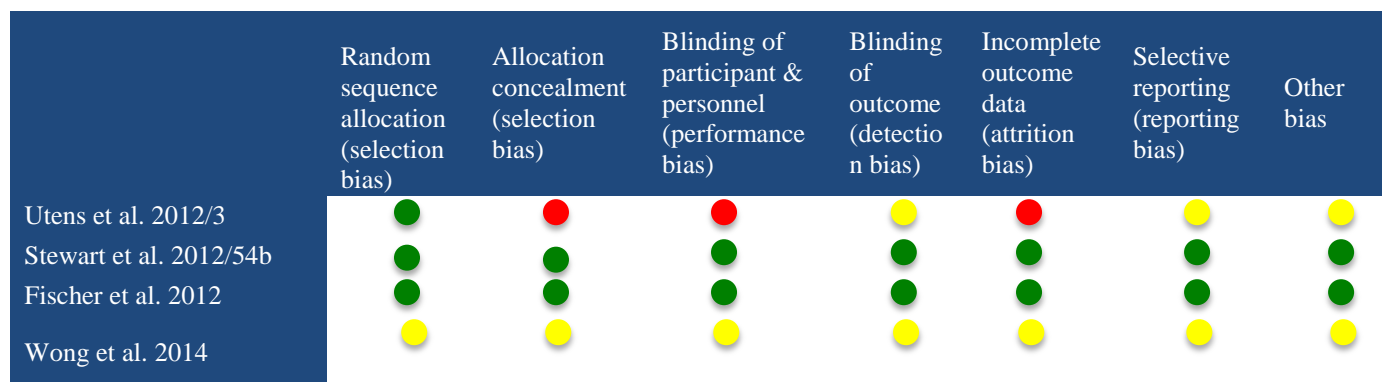 Random
sequence
allocation
(selection
bias)
Allocation
concealment
(selection
bias)
Blinding of
participant &
personnel
(performance
bias)
Blinding
of
outcome
(detectio
n bias)
Incomplete
outcome
data
(attrition
bias)
Selective
reporting
(reporting
bias)
Other
bias
Utens et al. 2012/3
Stewart et al. 2012/54b
Fischer et al. 2012
Wong et al. 2014